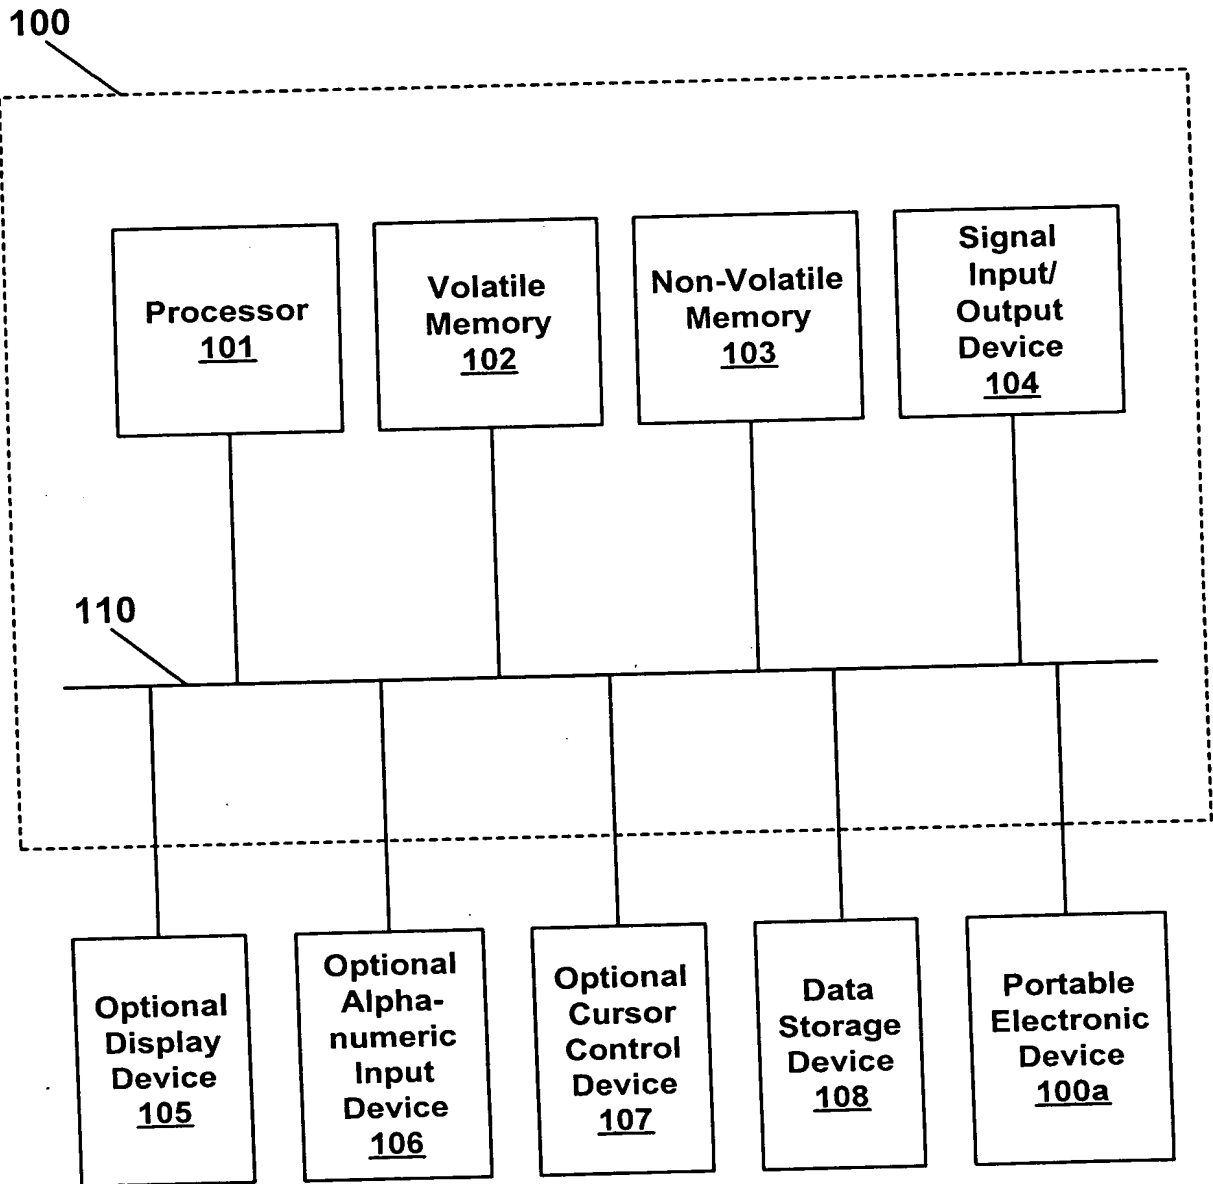 100
Processor
101
Volatile
Memory
102
Non-Volatile
Memory
103
Signal
Input/
Output
Device
104
110
Optional
Display
Device
105
Optional
Alpha-
numeric
Input
Device
106
Optional
Cursor
Control
Device
107
Data
Storage
Device
108
Portable
Electronic
Device
100a